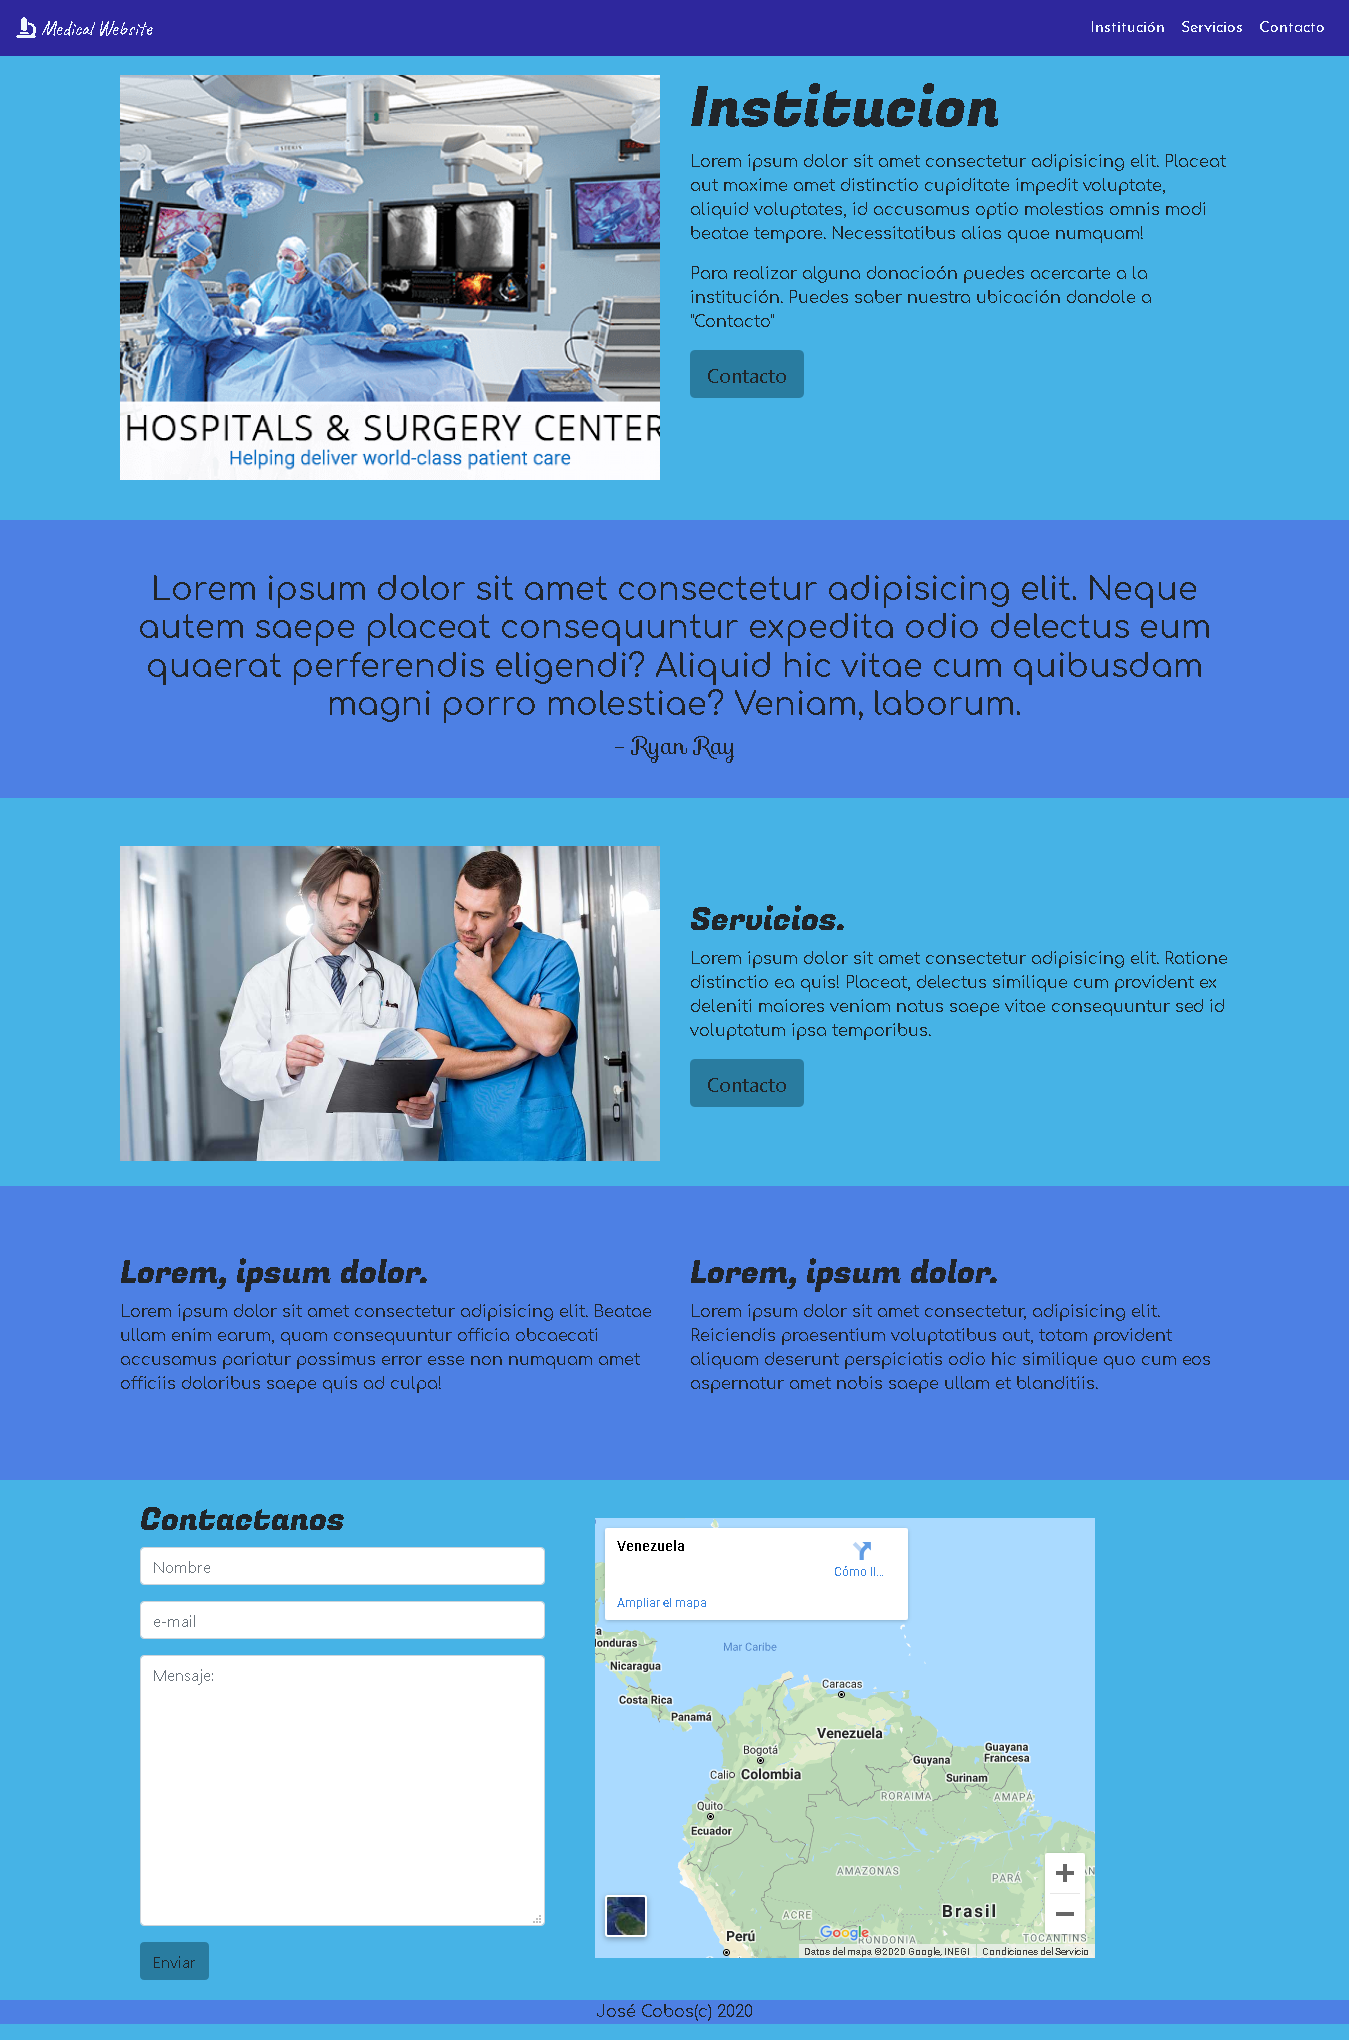 Medical Website
Institución Servicios Contacto
HOSPITALS & SURGERY CENTER
Helping deliver world-class patient care
Institucion
Lorem ipsum dolor sit amet consectetur adipisicing elit. Placeat
aut maxime amet distinctio cupiditate impedit voluptate,
aliquid voluptates, id accusamus optio molestias omnis modi
beatae tempore. Necessitatibus alias quae numquam!
Para realizar alguna donacioón puedes acercarte a la
institución. Puedes saber nuestra ubicación dandole a
"Contacto"
Contacto
Lorem ipsum dolor sit amet consectetur adipisicing elit. Neque
autem saepe placeat consequuntur expedita odio delectus eum
quaerat perferendis eligendi? Aliquid hic vitae cum quibusdam
magni porro molestiae? Veniam, laborum.
- Ryan Ray
Servicios.
Lorem ipsum dolor sit amet consectetur adipisicing elit. Ratione
distinctio ea quis! Placeat, delectus similique cum provident ex
deleniti maiores veniam natus saepe vitae consequuntur sed id
voluptatum ipsa temporibus.
Contacto
Lorem, ipsum dolor.
Lorem ipsum dolor sit amet consectetur adipisicing elit. Beatae
ullam enim earum, quam consequuntur officia obcaecati
accusamus pariatur possimus error esse non numquam amet
officiis doloribus saepe quis ad culpa!
Lorem, ipsum dolor.
Lorem ipsum dolor sit amet consectetur, adipisicing elit.
Reiciendis praesentium voluptatibus aut, totam provident
aliquam deserunt perspiciatis odio hic similique quo cum eos
aspernatur amet nobis saepe ullam et blanditiis.
Contactanos
Nombre
e-mail
Mensaje:
Enviar
Venezuela
Cómo ll...
Ampliar el mapa
Mar Caribe
Honduras
Nicaragua
Costa Rica
Panamá
Caracas
Venezuela
Bogotá
Calio Colombia
Guayana
Francesa
Guyana
Surinam
RORAIMA
AMAPÁ
Quito
Ecuador
AMAZONAS
PARÁ
ACRE
Brasil
Perú
RONDONIA
TOCANTINS
Google
Datos del mapa ©2020 Google, INEGI
Condiciones del Servicio
José Cobos(c) 2020